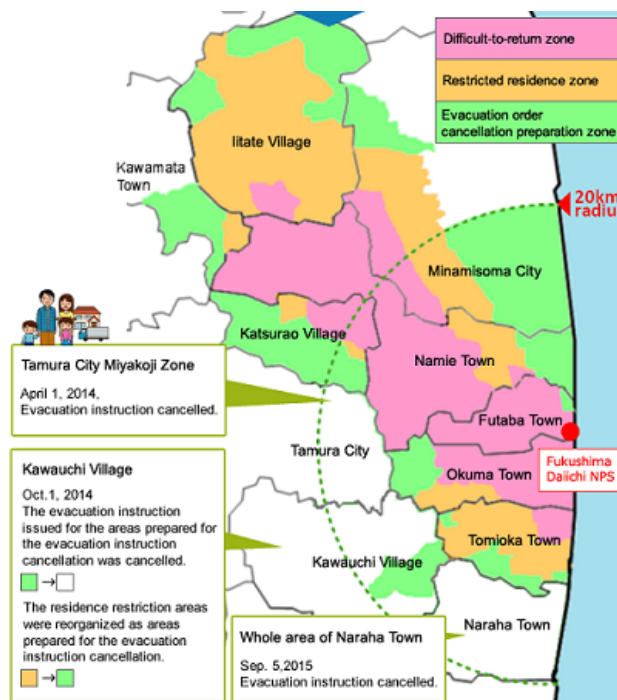 Difficult-to-return zone
Restricted residence zone
Evacuation order
cancellation preparation zone
Iitate Village
Kawamata
Town
20km
radius
Minamisoma City
Katsurao Village
Namie Town
Tamura City Miyakoji Zone
April 1, 2014,
Evacuation instruction cancelled.
Futaba Town
Tamura City
Fukushima
Daiichi NPS
Okuma Town
Kawauchi Village
Oct.1, 2014
The evacuation instruction
issued for the areas prepared for
the evacuation instruction
cancellation was cancelled.
→
The residence restriction areas
were reorganized as areas
prepared for the evacuation
instruction cancellation.
→
Tomioka Town
Kawauchi Village
Naraha Town
Whole area of Naraha Town
Sep. 5,2015
Evacuation instruction cancelled.